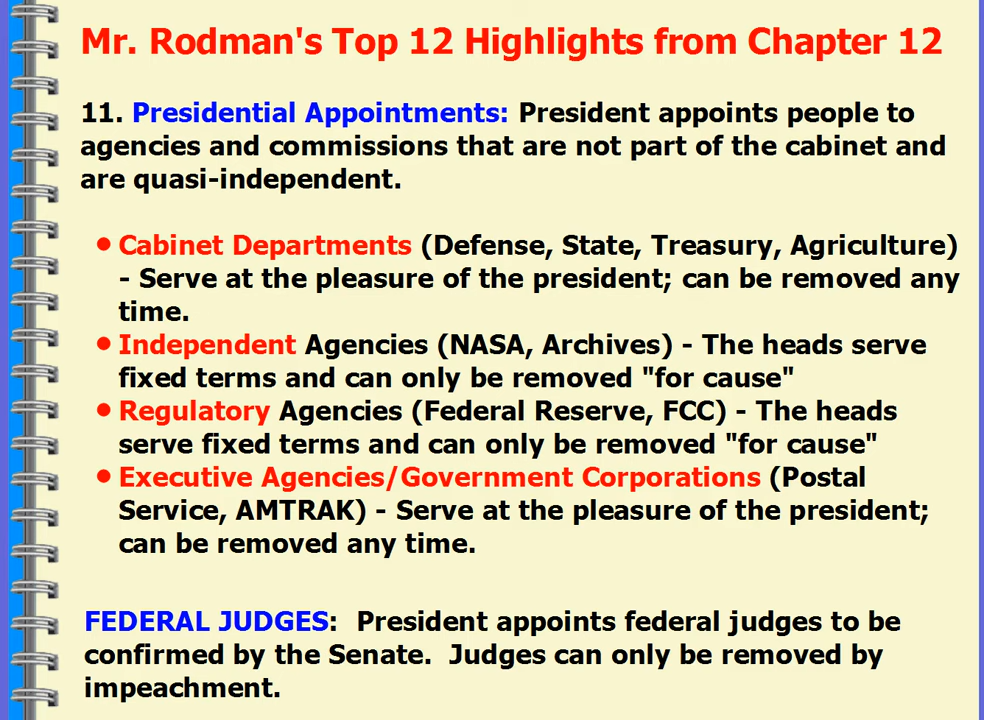 Mr. Rodman's Top 12 Highlights from Chapter 12
11. Presidential Appointments: President appoints people to
agencies and commissions that are not part of the cabinet and
are quasi-independent.
• Cabinet Departments (Defense, State, Treasury, Agriculture)
- Serve at the pleasure of the president; can be removed any
time.
• Independent Agencies (NASA, Archives) - The heads serve
fixed terms and can only be removed "for cause"
• Regulatory Agencies (Federal Reserve, FCC) - The heads
serve fixed terms and can only be removed "for cause"
• Executive Agencies/Government Corporations (Postal
Service, AMTRAK) - Serve at the pleasure of the president;
can be removed any time.
FEDERAL JUDGES: President appoints federal judges to be
confirmed by the Senate. Judges can only be removed by
impeachment.